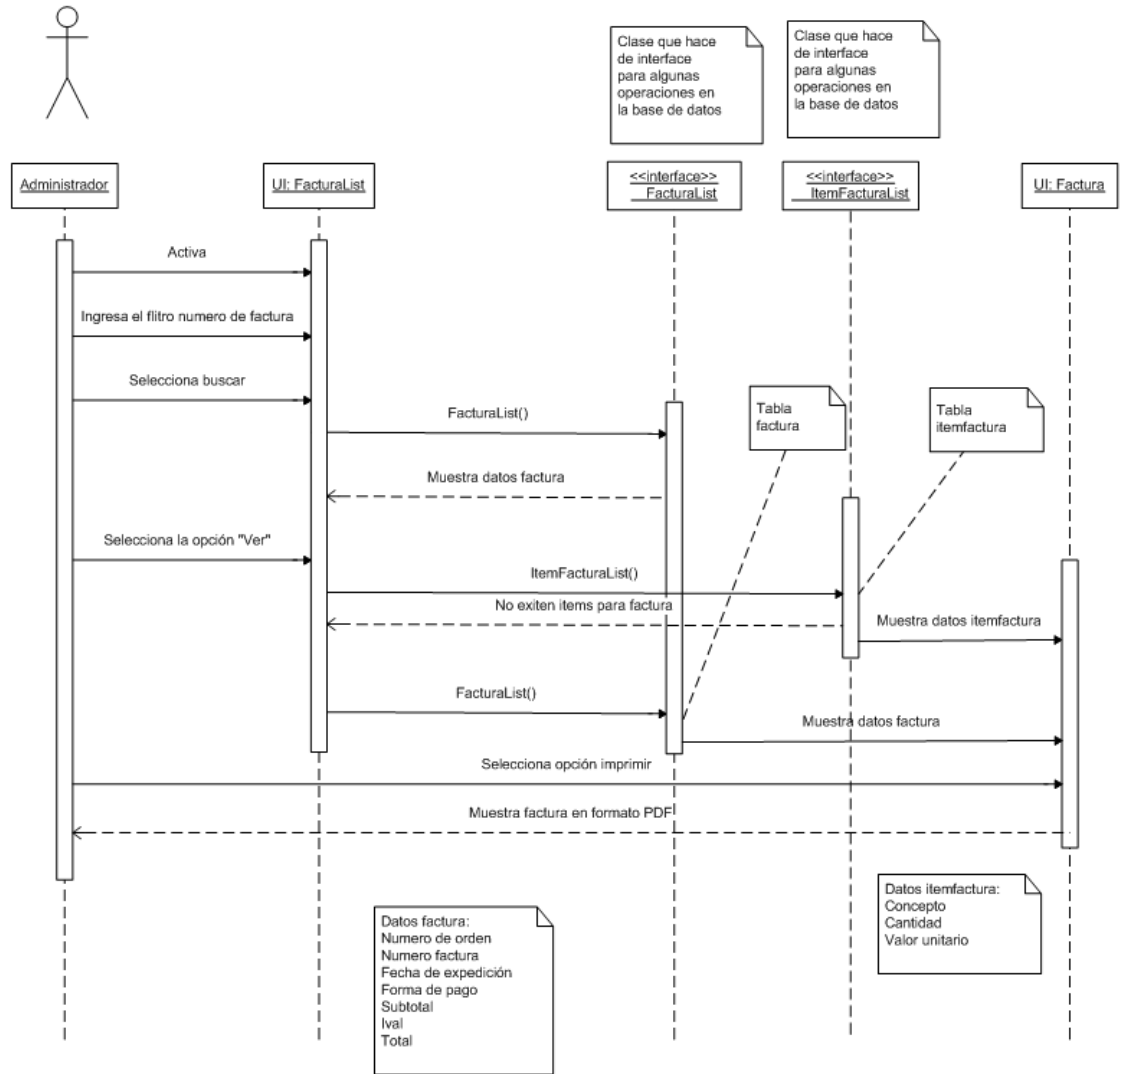 Clase que hace
de interface
para algunas
operaciones en
la base de datos
Clase que hace
de interface
para algunas
operaciones en
la base de datos
Administrador
UI: FacturaList
<<interface>>
FacturaList
<<interface>>
ItemFacturaList
UI: Factura
Activa
Ingresa el flitro numero de factura
Selecciona buscar
FacturaList()
Tabla
factura
Tabla
itemfactura
Muestra datos factura
Selecciona la opción "Ver"
ItemFacturaList()
No exiten items para factura
Muestra datos itemfactura
FacturaList()
Muestra datos factura
Selecciona opción imprimir
Muestra factura en formato PDF
Datos itemfactura:
Concepto
Cantidad
Valor unitario
Datos factura:
Numero de orden
Numero factura
Fecha de expedición
Forma de pago
Subtotal
Ival
Total